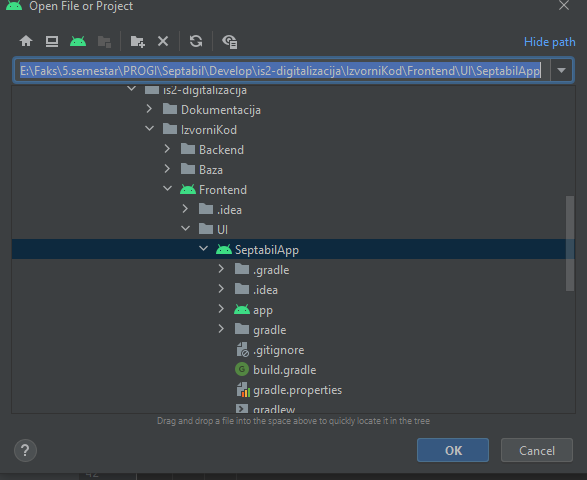 Open File or Project
Hide path
E:\Faks\5.semestar\PROGI\Septabil\Develop\is2-digitalizacija\IzvorniKod\Frontend\UI\SeptabilApp
is2-digitalizacija
Dokumentacija
IzvorniKod
Backend
Baza
Frontend
.idea
UI
SeptabilApp
.gradle
.idea
app
gradle
.gitignore
build.gradle
gradle.properties
gradlew
Drag and drop a file into the space above to quickly locate it in the tree
? OK Cancel
42